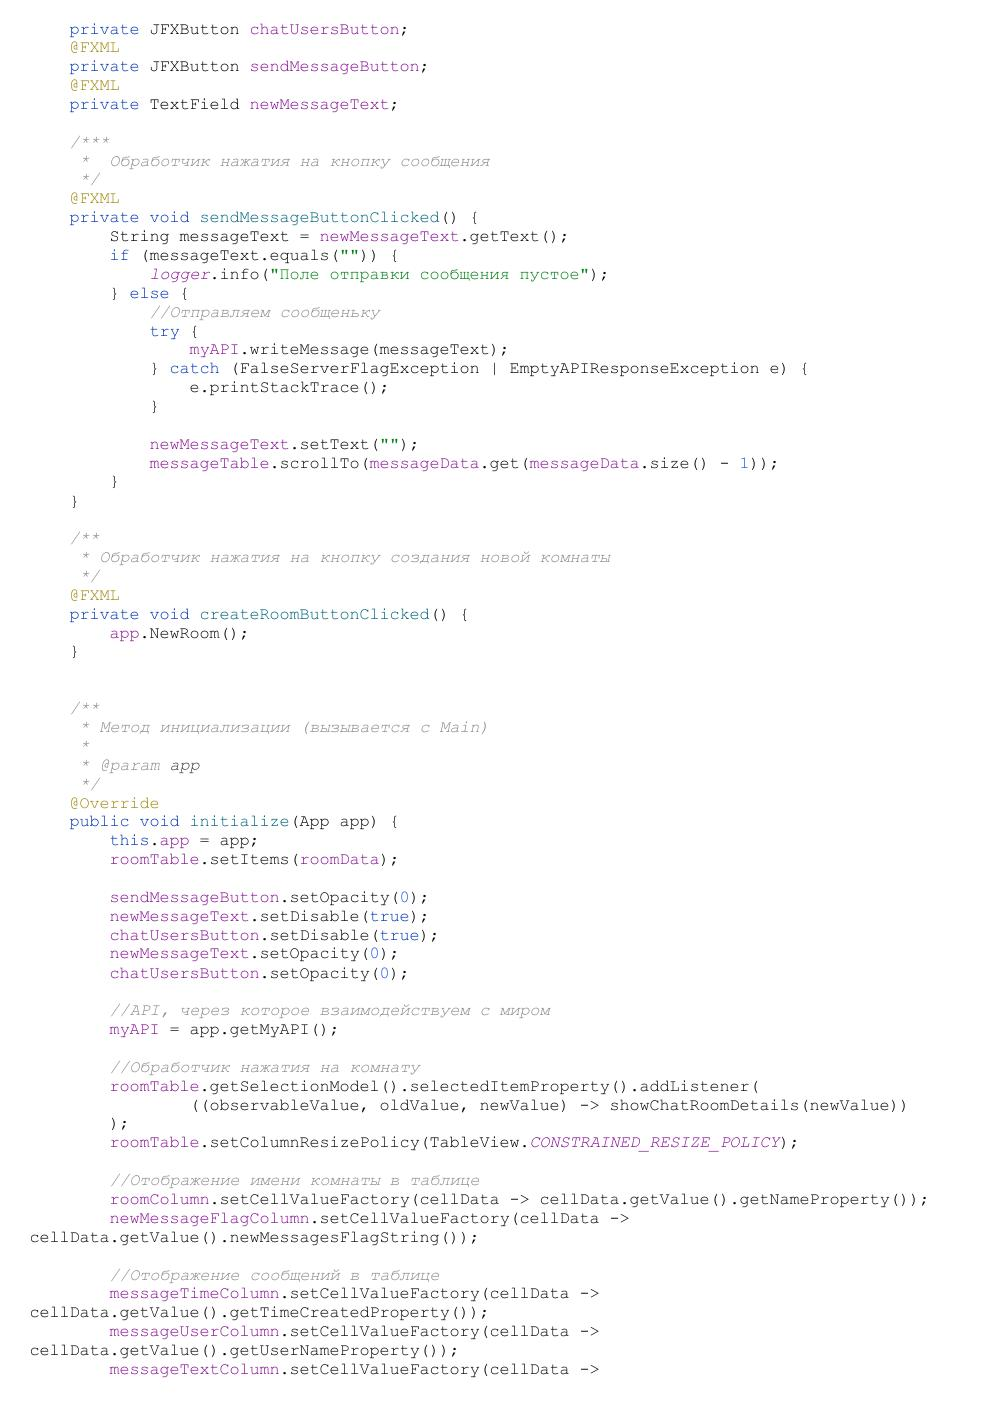 private JFXButton chatUsersButton;
@FXML
private JFXButton sendMessageButton;
@FXML
private TextField newMessageText;
/***
*  Обработчик нажатия на кнопку сообщения
*/
@FXML
private void sendMessageButtonClicked() {
String messageText = newMessageText.getText();
if (messageText.equals("")) {
logger.info("Поле отправки сообщения пустое");
} else {
//Отправляем сообщеньку
try {
myAPI.writeMessage(messageText);
} catch (FalseServerFlagException | EmptyAPIResponseException e) {
e.printStackTrace();
}
newMessageText.setText("");
messageTable.scrollTo(messageData.get(messageData.size() - 1));
}
}
/**
* Обработчик нажатия на кнопку создания новой комнаты
*/
@FXML
private void createRoomButtonClicked() {
app.NewRoom();
}
/**
* Метод инициализации (вызывается с Main)
*
* @param app
*/
@Override
public void initialize(App app) {
this.app = app;
roomTable.setItems(roomData);
sendMessageButton.setOpacity(0);
newMessageText.setDisable(true);
chatUsersButton.setDisable(true);
newMessageText.setOpacity(0);
chatUsersButton.setOpacity(0);
//API, через которое взаимодействуем с миром
myAPI = app.getMyAPI();
//Обработчик нажатия на комнату
roomTable.getSelectionModel().selectedItemProperty().addListener(
((observableValue, oldValue, newValue) -> showChatRoomDetails(newValue))
);
roomTable.setColumnResizePolicy(TableView.CONSTRAINED_RESIZE_POLICY);
//Отображение имени комнаты в таблице
roomColumn.setCellValueFactory(cellData -> cellData.getValue().getNameProperty());
newMessageFlagColumn.setCellValueFactory(cellData ->
cellData.getValue().newMessagesFlagString());
//Отображение сообщений в таблице
messageTimeColumn.setCellValueFactory(cellData ->
cellData.getValue().getTimeCreatedProperty());
messageUserColumn.setCellValueFactory(cellData ->
cellData.getValue().getUserNameProperty());
messageTextColumn.setCellValueFactory(cellData ->